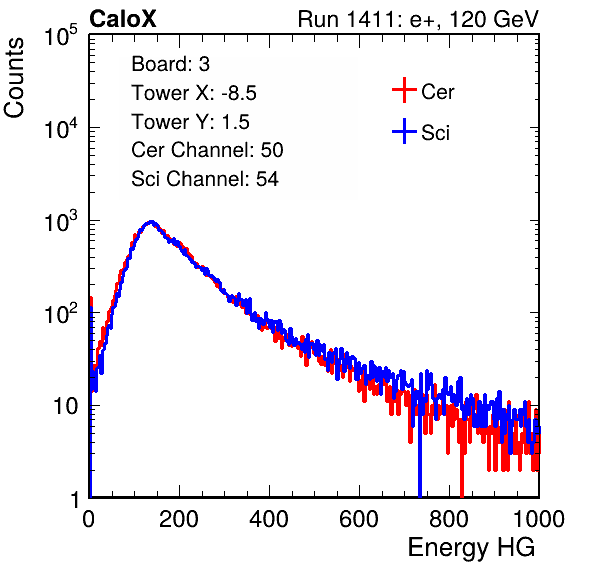 CaloX Run 1411: e+, 120 GeV
Counts
Board: 3
Tower X: -8.5
Tower Y: 1.5
Cer Channel: 50
Sci Channel: 54
Cer
Sci
10^5
10^4
10^3
10^2
10
1
0 200 400 600 800 1000
Energy HG